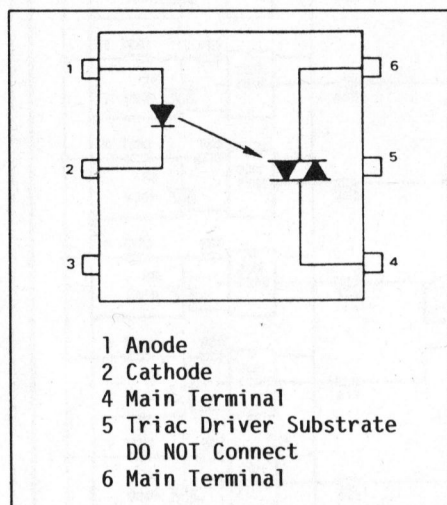 1
6
2
5
3
4
1 Anode
2 Cathode
4 Main Terminal
5 Triac Driver Substrate
DO NOT Connect
6 Main Terminal